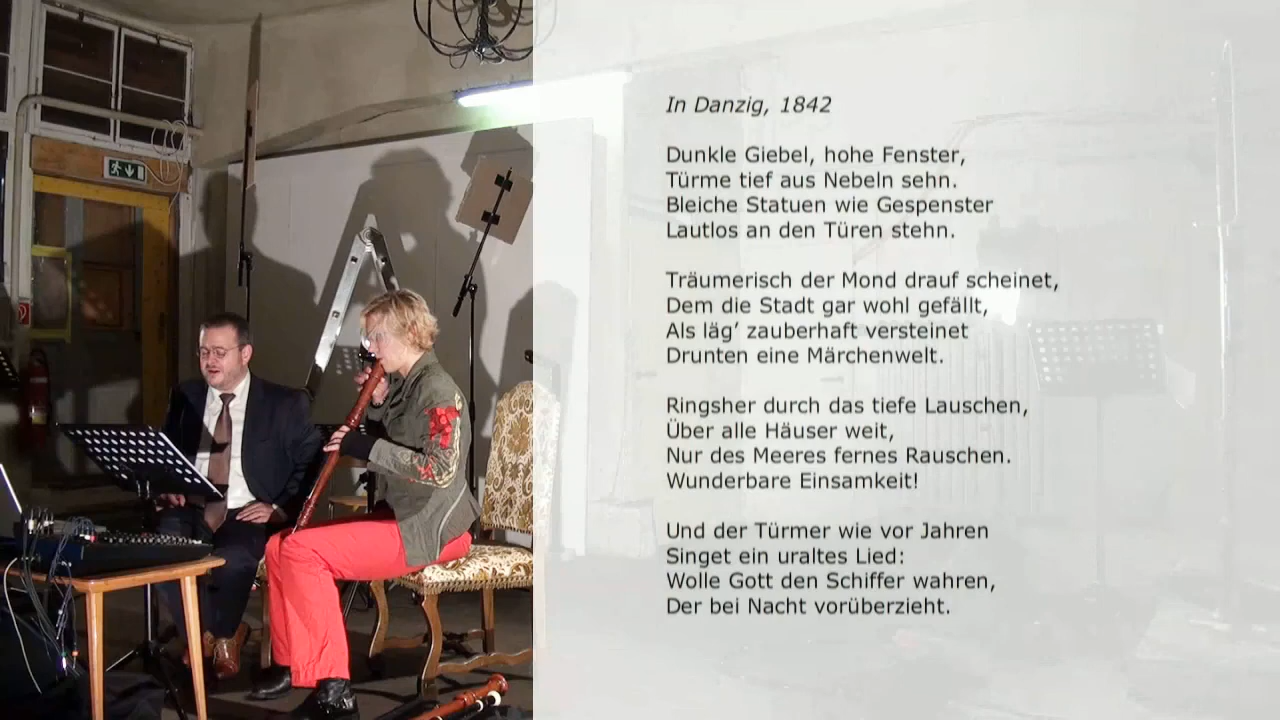 In Danzig, 1842
Dunkle Giebel, hohe Fenster,
Türme tief aus Nebeln sehn.
Bleiche Statuen wie Gespenster
Lautlos an den Türen stehn.
Träumerisch der Mond drauf scheinet,
Dem die Stadt gar wohl gefällt,
Als läg’ zauberhaft versteinet
Drunten eine Märchenwelt.
Ringsher durch das tiefe Lauschen,
Über alle Häuser weit,
Nur des Meeres fernes Rauschen.
Wunderbare Einsamkeit!
Und der Türmer wie vor Jahren
Singet ein uraltes Lied:
Wolle Gott den Schiffer wahren,
Der bei Nacht vorüberzieht.